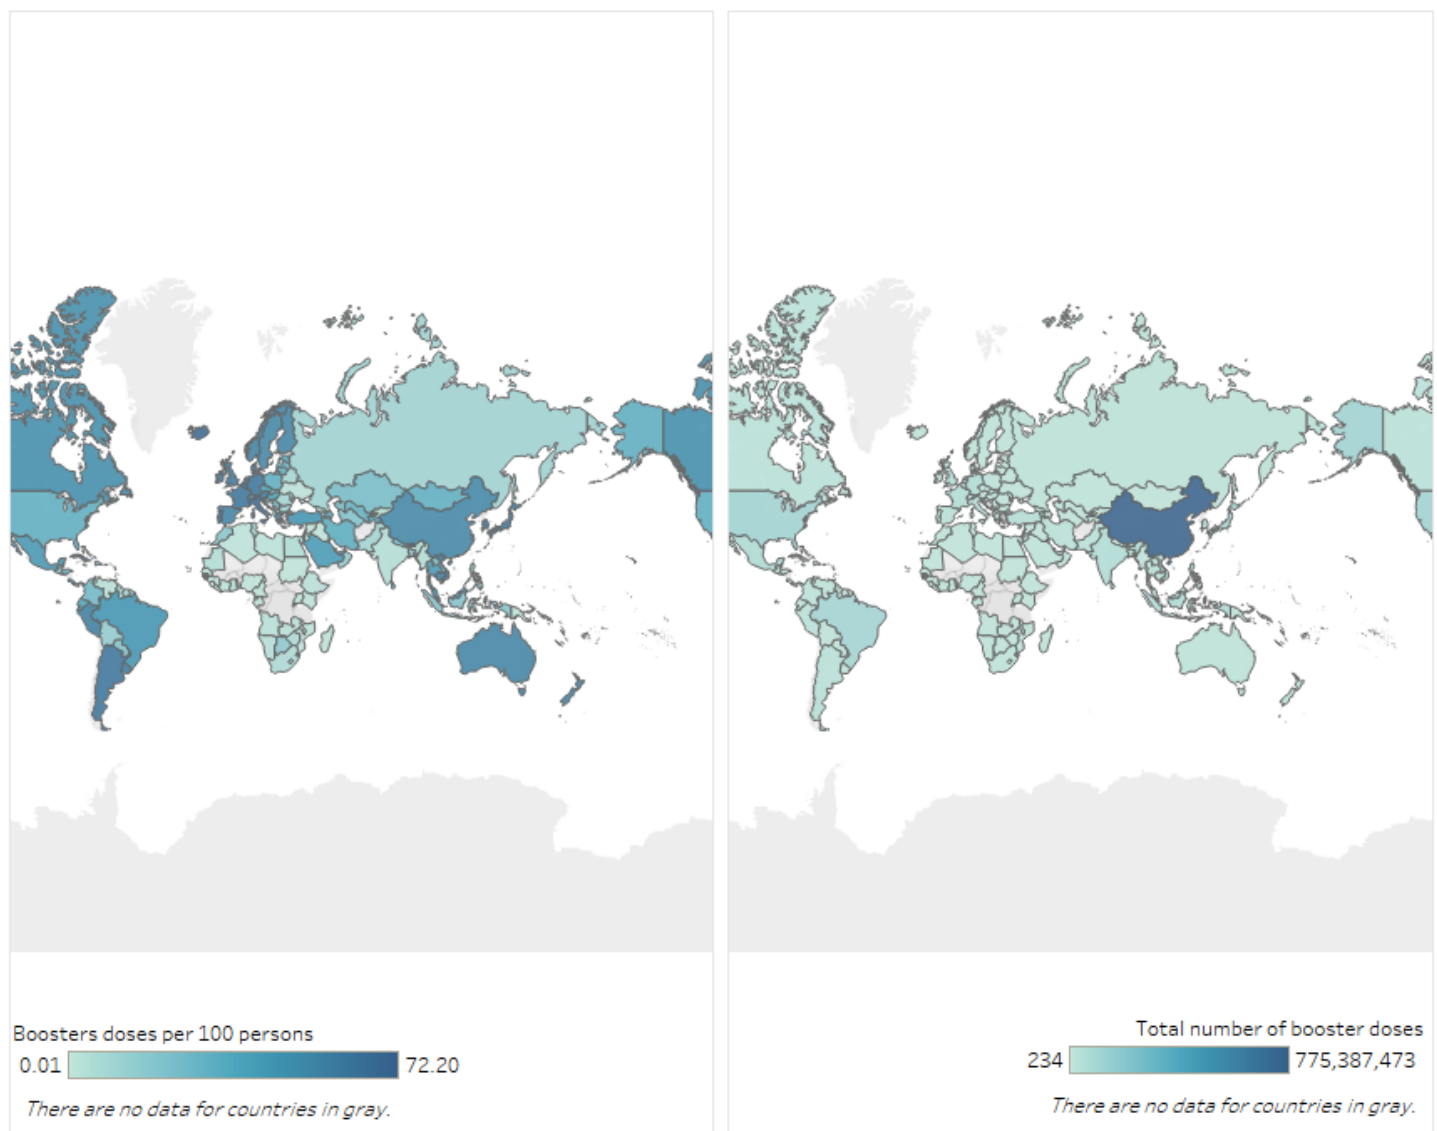 Boosters doses per 100 persons
0.01 72.20
There are no data for countries in gray.
Total number of booster doses
234 775,387,473
There are no data for countries in gray.